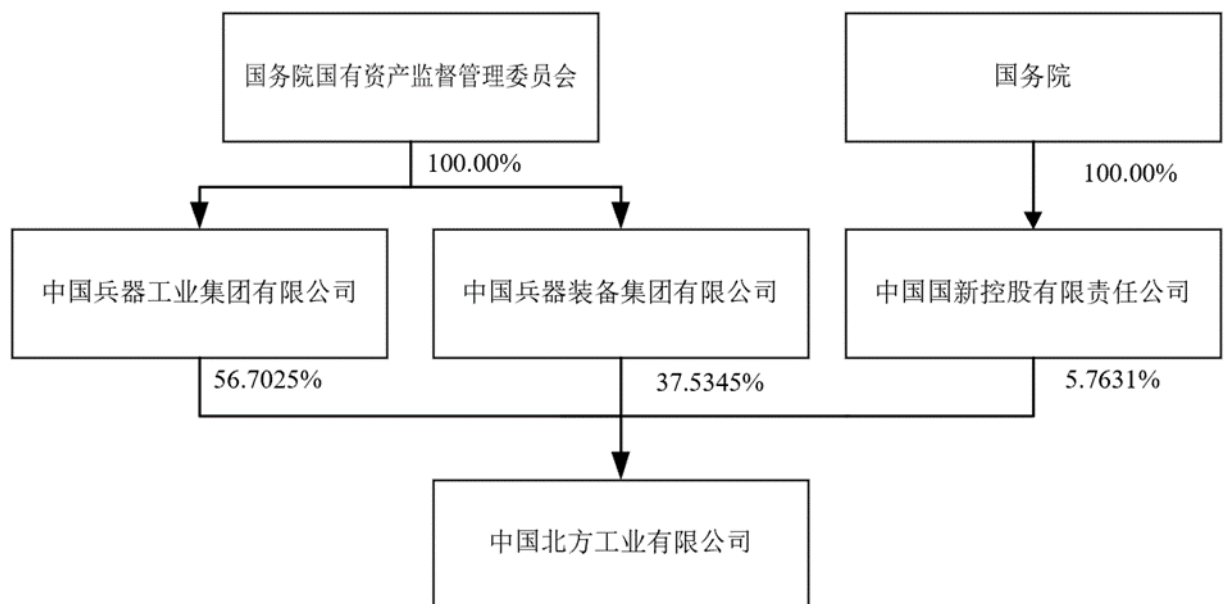 国务院国有资产监督管理委员会
国务院
100.00%
100.00%
中国兵器工业集团有限公司
中国兵器装备集团有限公司
中国国新控股有限责任公司
56.7025%
37.5345%
5.7631%
中国北方工业有限公司